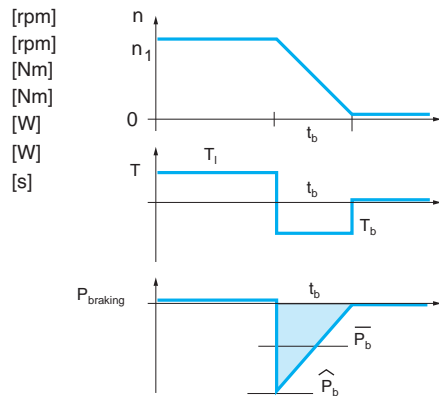 [rpm]
[rpm]
[Nm]
[Nm]
[W]
[W]
[s]
n
n1
0
tb
T
Tl
tb
Tb
Pbraking
tb
P̅b
P̂b